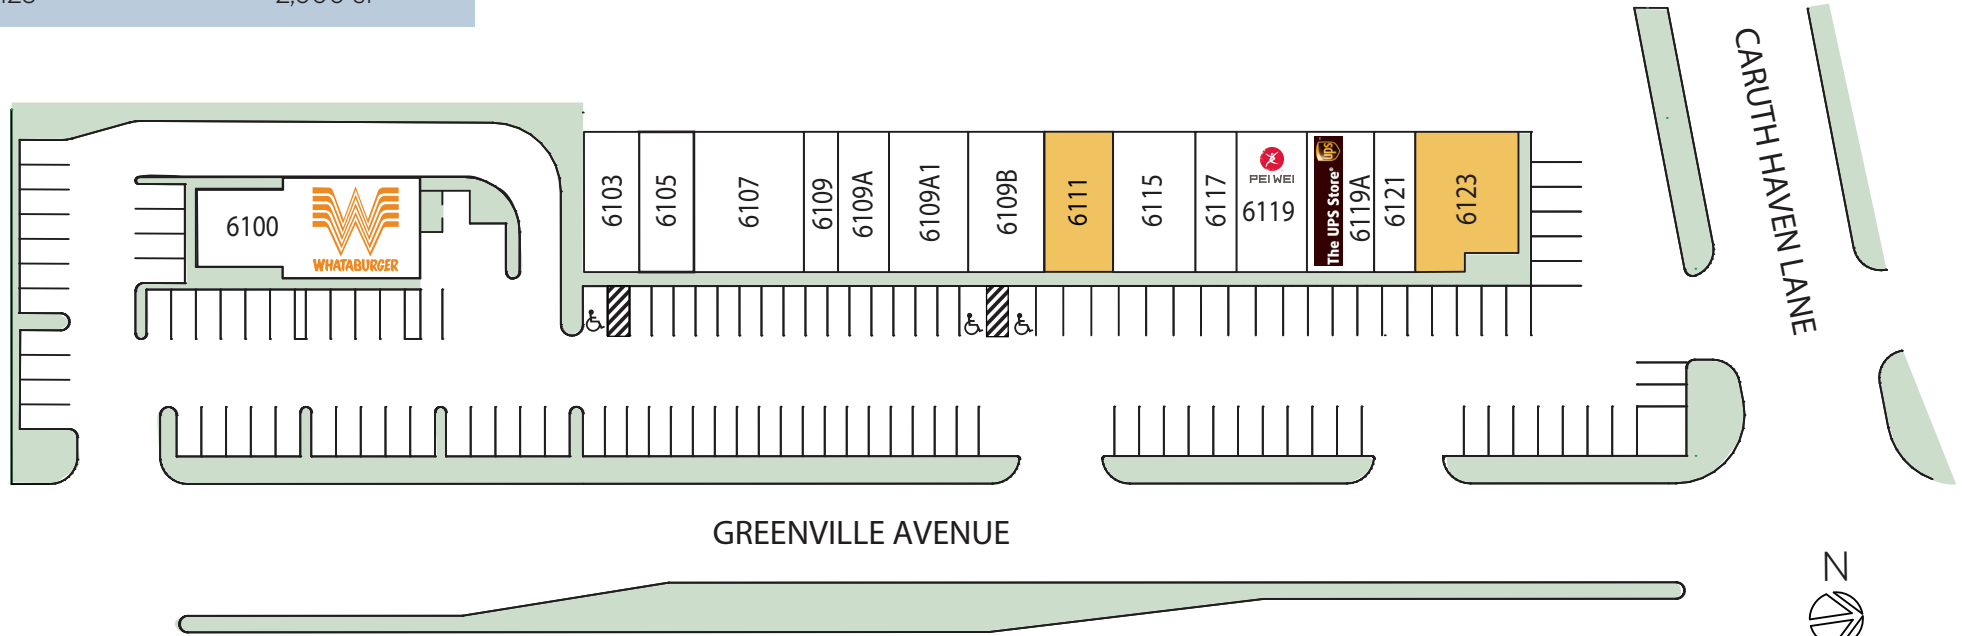 CARUTH HAVEN LANE
6100
WHATABURGER
6103
6105
6107
6109
6109A
6109A1
6109B
6111
6115
6117
PEI WEI
6119
ups
The UPS Store
6119A
6121
6123
GREENVILLE AVENUE
N